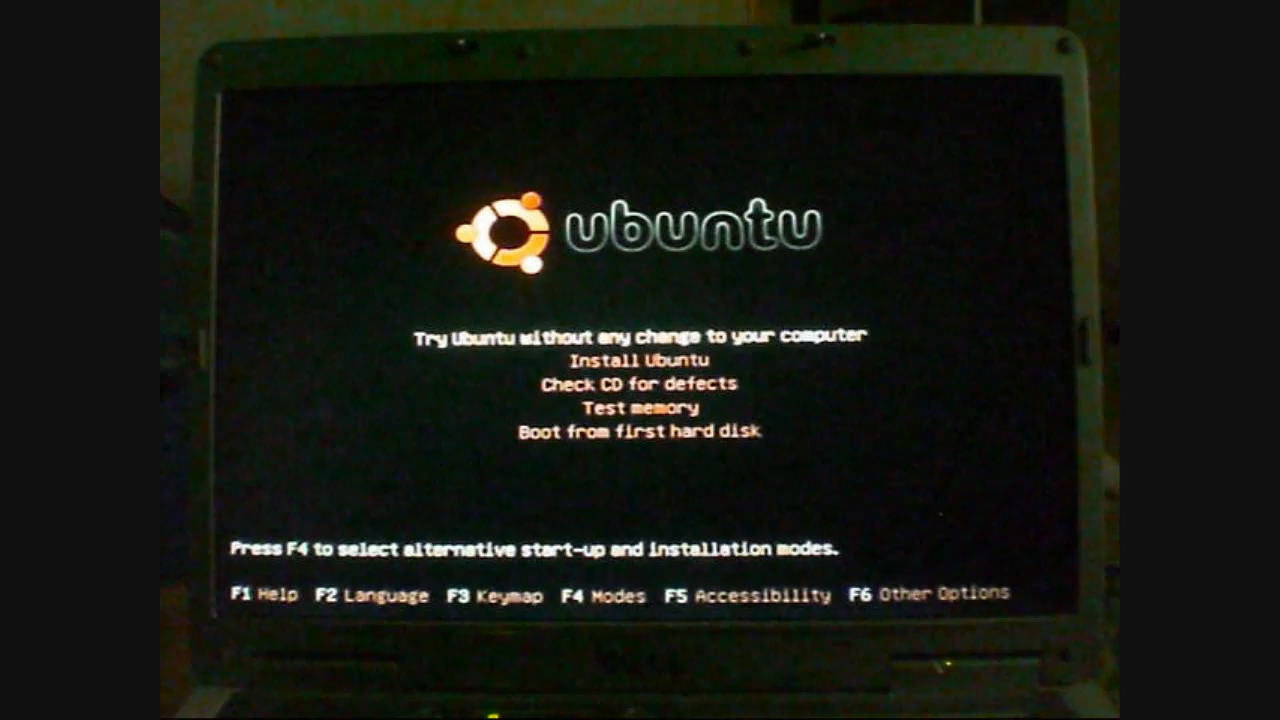 ubuntu
Try Ubuntu without any change to your computer
Install Ubuntu
Check CD for defects
Test memory
Boot from first hard disk
Press F4 to select alternative start-up and installation modes.
F1 Help F2 Language F3 Keymap F4 Modes F5 Accessibility F6 Other Options